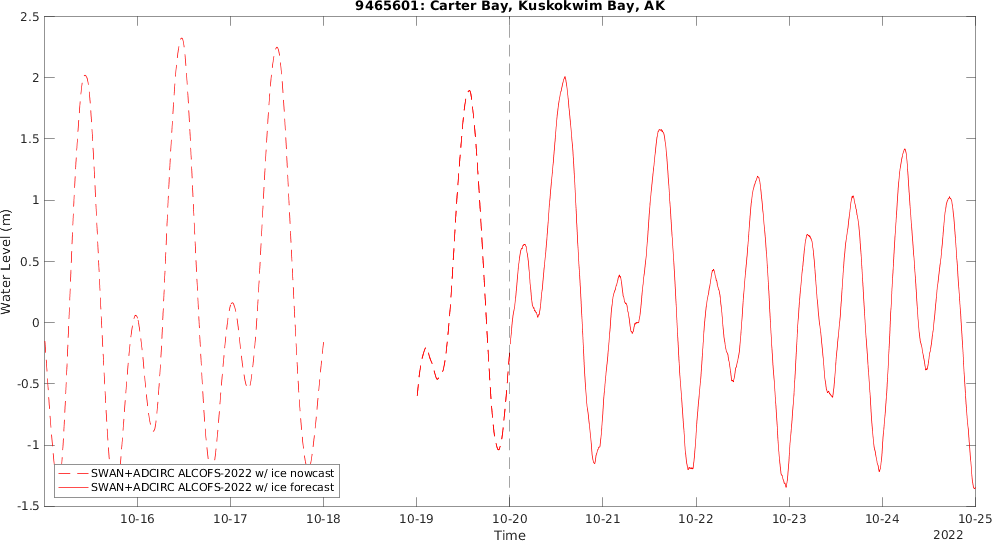 9465601: Carter Bay, Kuskokwim Bay, AK
2.5
2
1.5
1
0.5
0
-0.5
-1
-1.5
Water Level (m)
SWAN+ADCIRC ALCOFS-2022 w/ ice nowcast
SWAN+ADCIRC ALCOFS-2022 w/ ice forecast
10-16 10-17 10-18 10-19 10-20 10-21 10-22 10-23 10-24 10-25
Time
2022